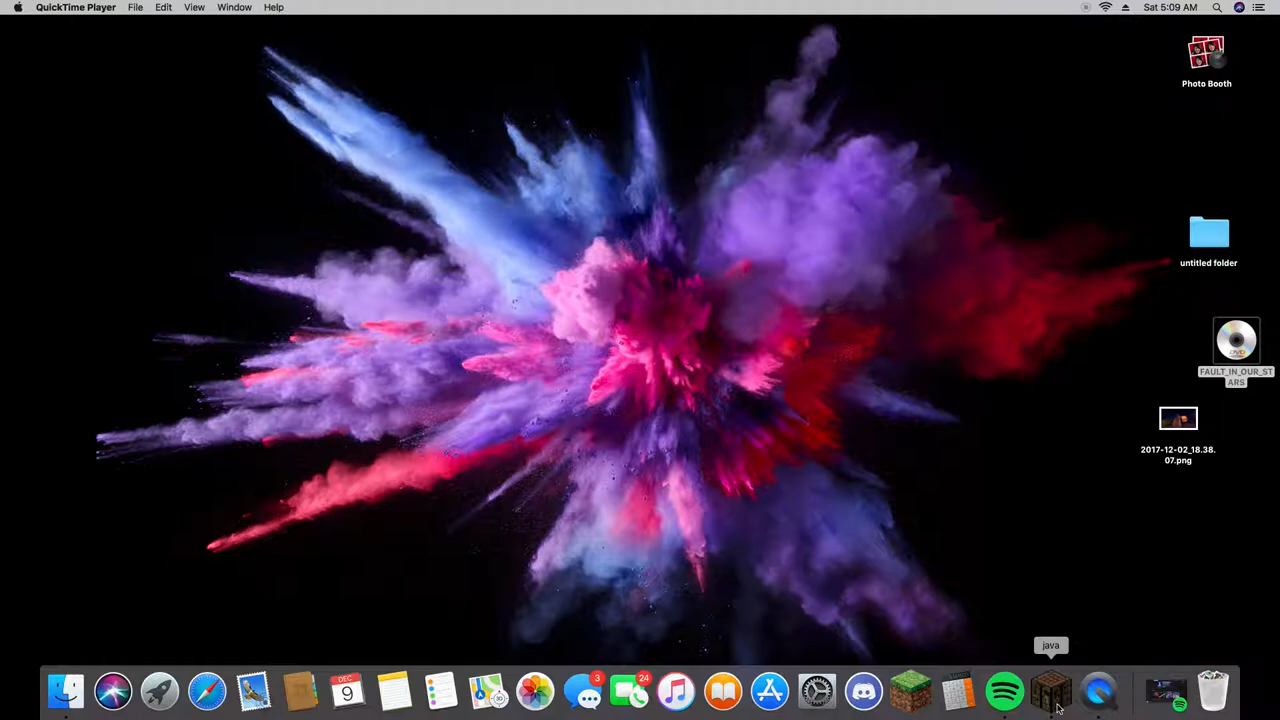 QuickTime Player File Edit View Window Help Sat 5:09 AM
Photo Booth
untitled folder
DVD
FAULT_IN_OUR_ST
ARS
2017-12-02_18.38.
07.png
java
3
24
DEC
9